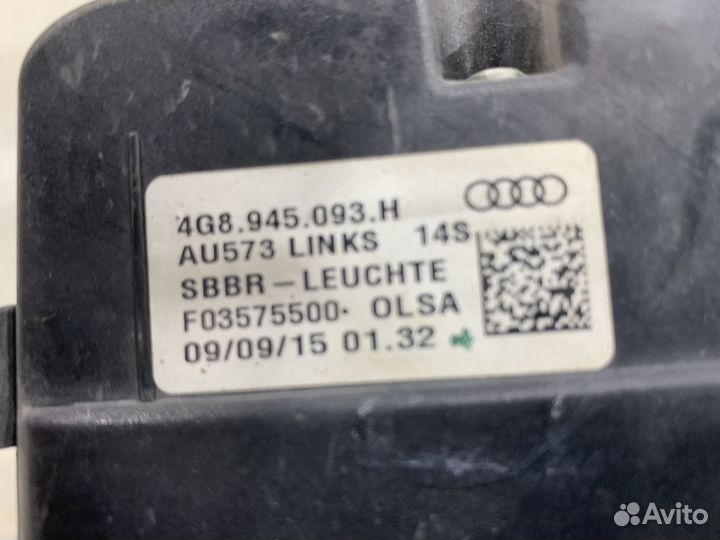 4G8.945.093.H
AU573 LINKS 14S
SBBR-LEUCHTE
F03575500· OLSA
09/09/15 01.32
Avito